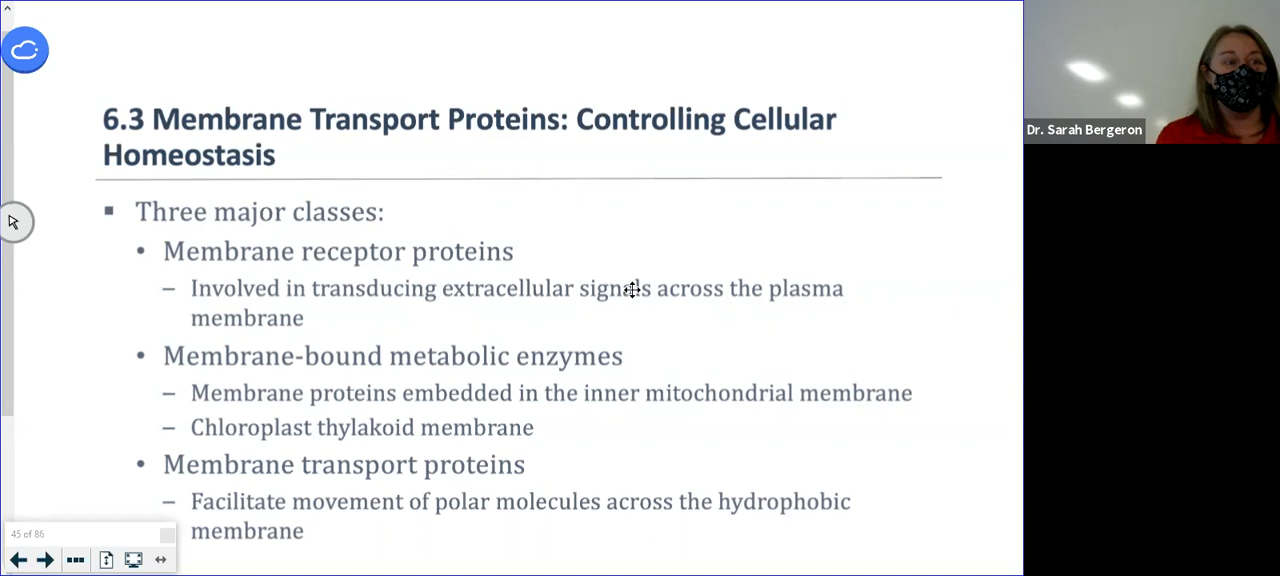 6.3 Membrane Transport Proteins: Controlling Cellular
Homeostasis
Three major classes:
Membrane receptor proteins
Involved in transducing extracellular signals across the plasma
membrane
Membrane-bound metabolic enzymes
Membrane proteins embedded in the inner mitochondrial membrane
Chloroplast thylakoid membrane
Membrane transport proteins
Facilitate movement of polar molecules across the hydrophobic
membrane
45 of 86
Dr. Sarah Bergeron